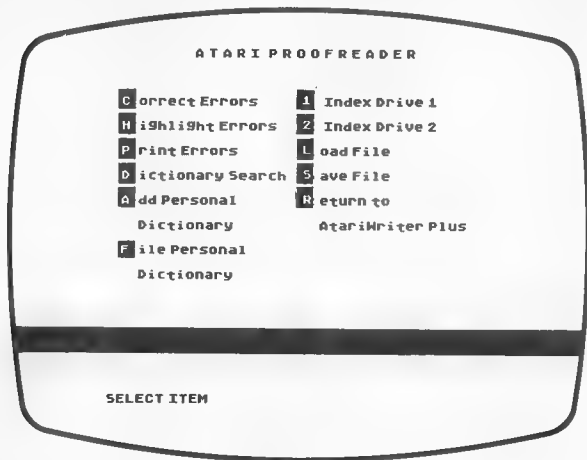 ATARI PROOFREADER
Correct Errors
Highlight Errors
Print Errors
Dictionary Search
Add Personal
Dictionary
File Personal
Dictionary
1 Index Drive 1
2 Index Drive 2
Load File
Save File
Return to
AtariWriter Plus
SELECT ITEM